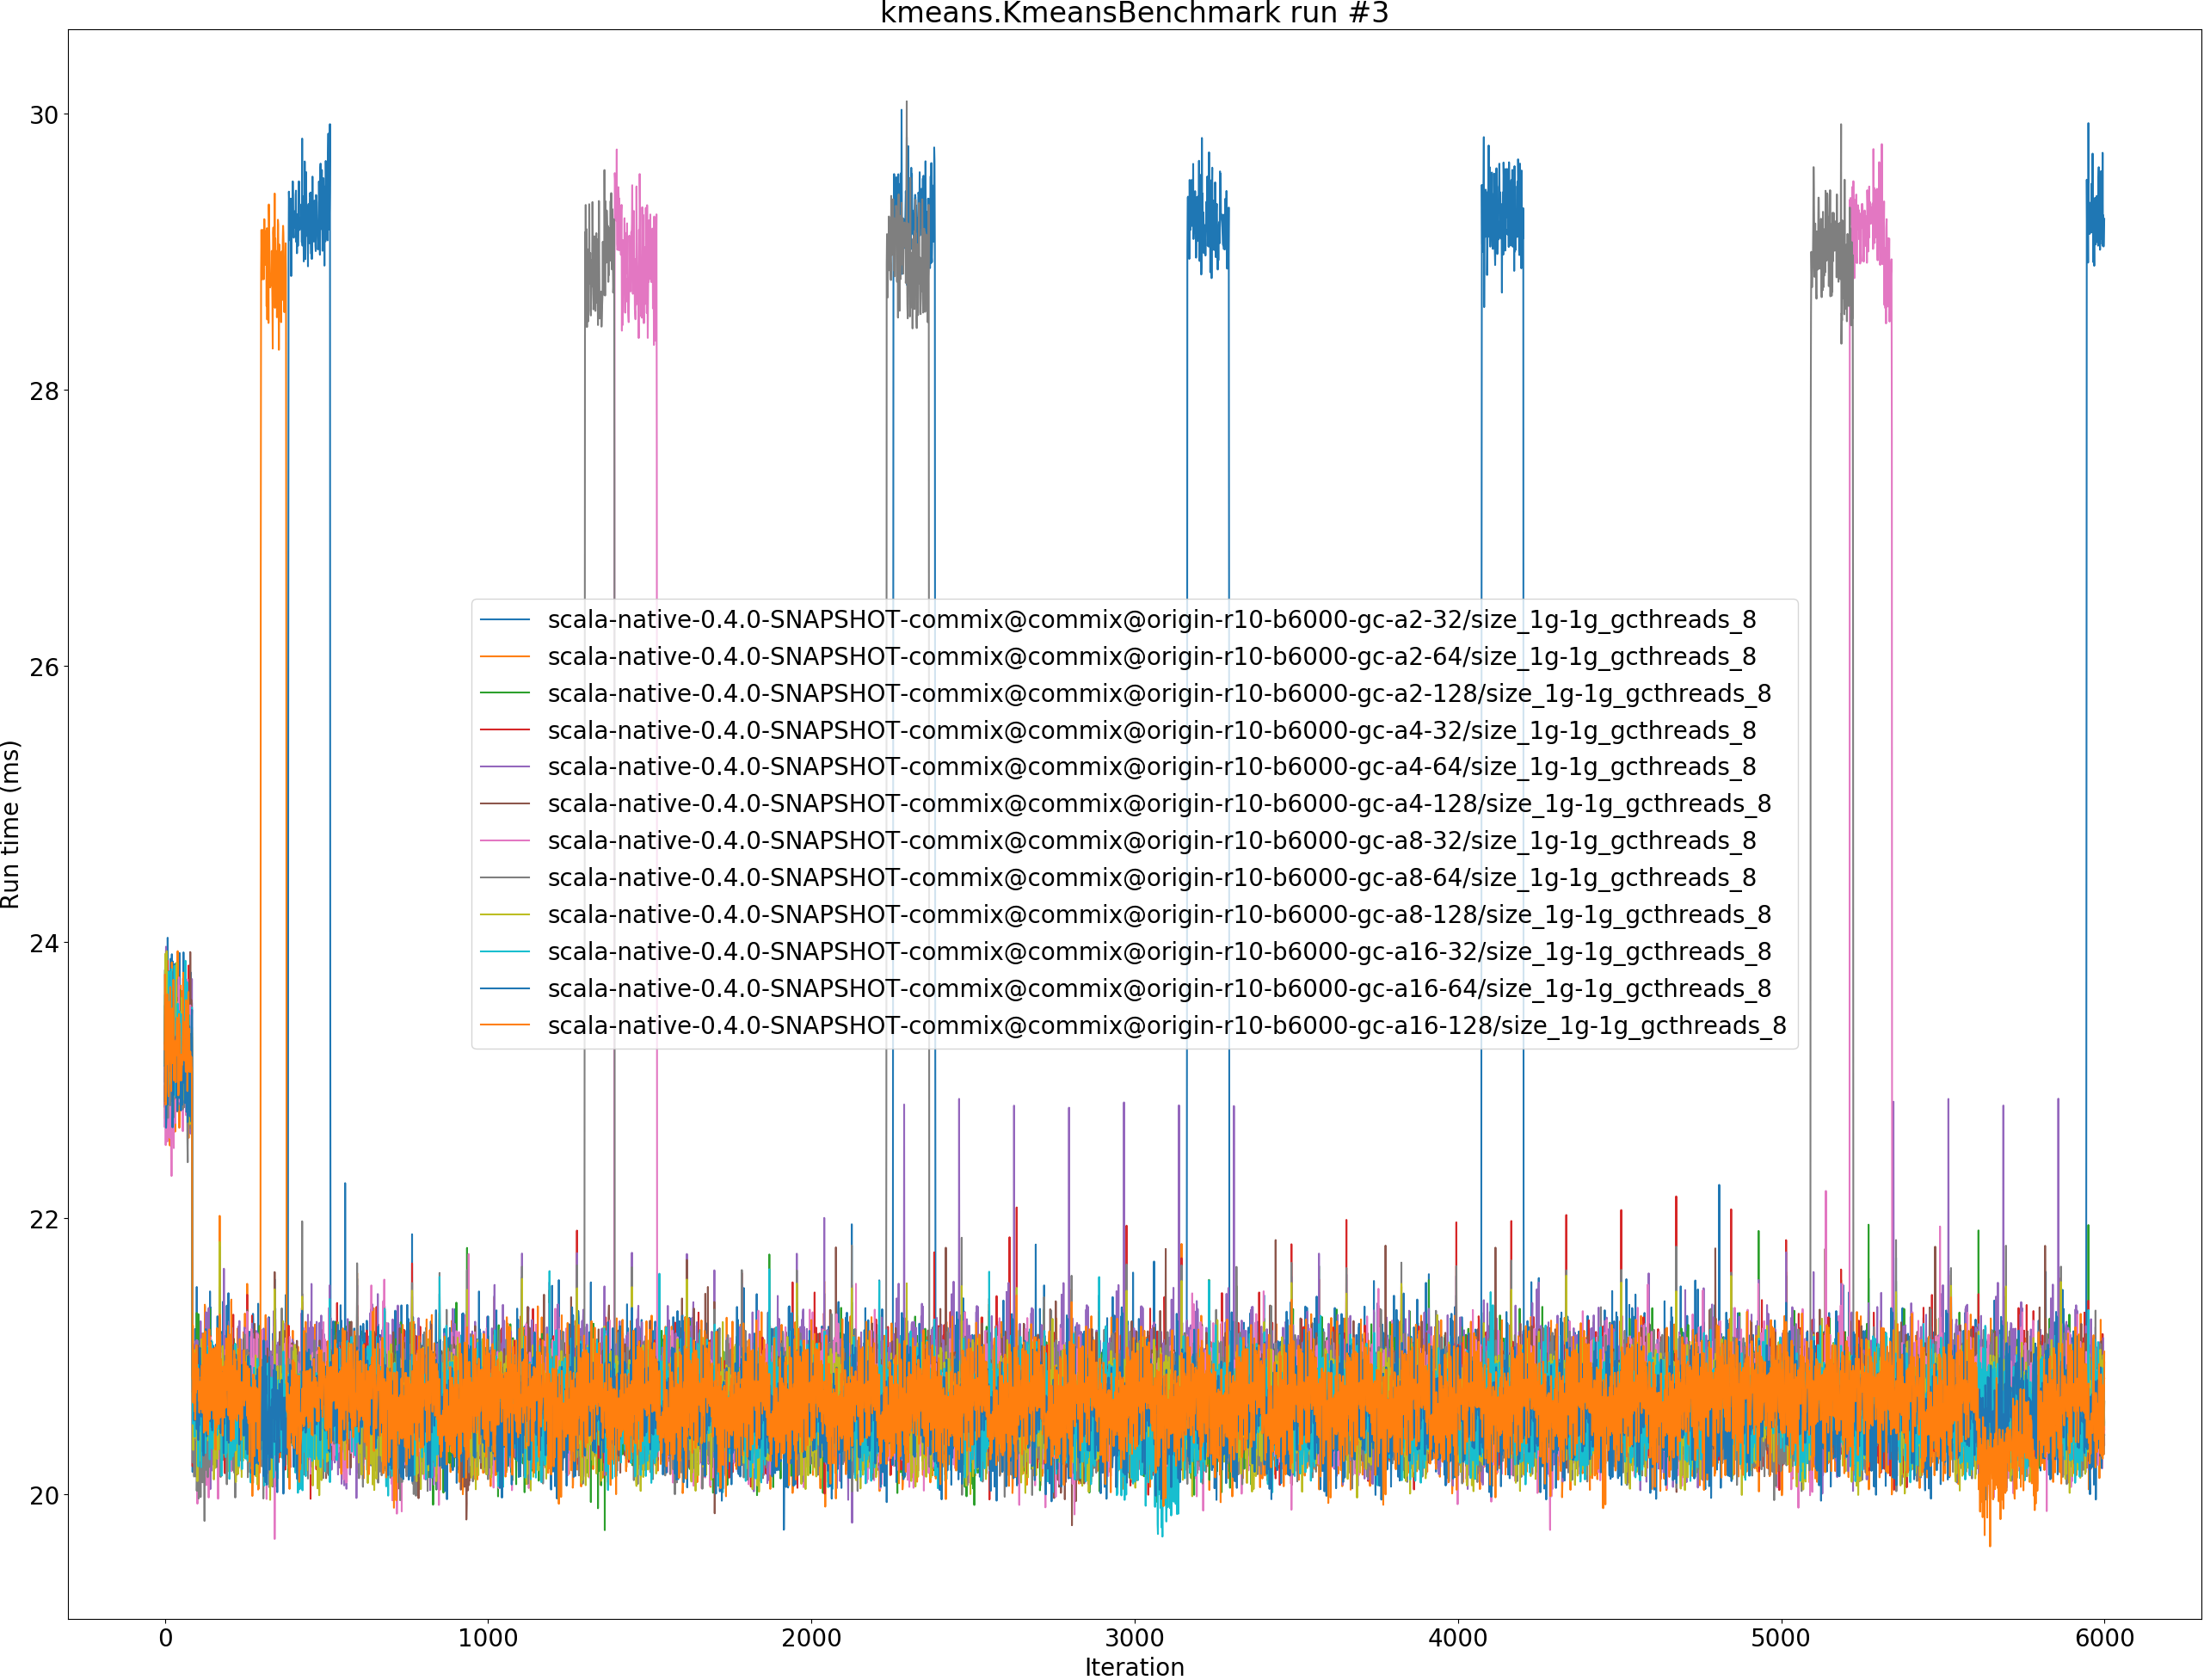 kmeans.KmeansBenchmark run #3
30
28
26
24
22
20
Run time (ms)
scala-native-0.4.0-SNAPSHOT-commix@commix@origin-r10-b6000-gc-a2-32/size_1g-1g_gcthreads_8
scala-native-0.4.0-SNAPSHOT-commix@commix@origin-r10-b6000-gc-a2-64/size_1g-1g_gcthreads_8
scala-native-0.4.0-SNAPSHOT-commix@commix@origin-r10-b6000-gc-a2-128/size_1g-1g_gcthreads_8
scala-native-0.4.0-SNAPSHOT-commix@commix@origin-r10-b6000-gc-a4-32/size_1g-1g_gcthreads_8
scala-native-0.4.0-SNAPSHOT-commix@commix@origin-r10-b6000-gc-a4-64/size_1g-1g_gcthreads_8
scala-native-0.4.0-SNAPSHOT-commix@commix@origin-r10-b6000-gc-a4-128/size_1g-1g_gcthreads_8
scala-native-0.4.0-SNAPSHOT-commix@commix@origin-r10-b6000-gc-a8-32/size_1g-1g_gcthreads_8
scala-native-0.4.0-SNAPSHOT-commix@commix@origin-r10-b6000-gc-a8-64/size_1g-1g_gcthreads_8
scala-native-0.4.0-SNAPSHOT-commix@commix@origin-r10-b6000-gc-a8-128/size_1g-1g_gcthreads_8
scala-native-0.4.0-SNAPSHOT-commix@commix@origin-r10-b6000-gc-a16-32/size_1g-1g_gcthreads_8
scala-native-0.4.0-SNAPSHOT-commix@commix@origin-r10-b6000-gc-a16-64/size_1g-1g_gcthreads_8
scala-native-0.4.0-SNAPSHOT-commix@commix@origin-r10-b6000-gc-a16-128/size_1g-1g_gcthreads_8
0 1000 2000 3000 4000 5000 6000
Iteration